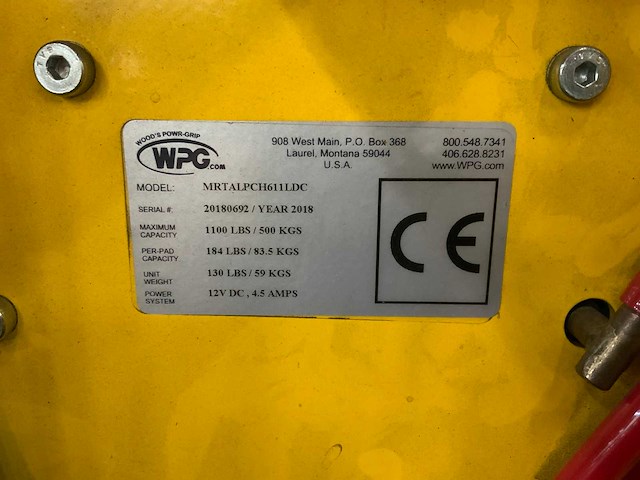 WOOD'S POWR-GRIP
WPG.COM
908 West Main, P.O. Box 368
Laurel, Montana 59044
U.S.A.
800.548.7341
406.628.8231
www.WPG.com
MODEL: MRTALPCH611LDC
SERIAL #: 20180692 / YEAR 2018
MAXIMUM CAPACITY 1100 LBS / 500 KGS
PER-PAD CAPACITY 184 LBS / 83.5 KGS
UNIT WEIGHT 130 LBS / 59 KGS
POWER SYSTEM 12V DC , 4.5 AMPS
CE